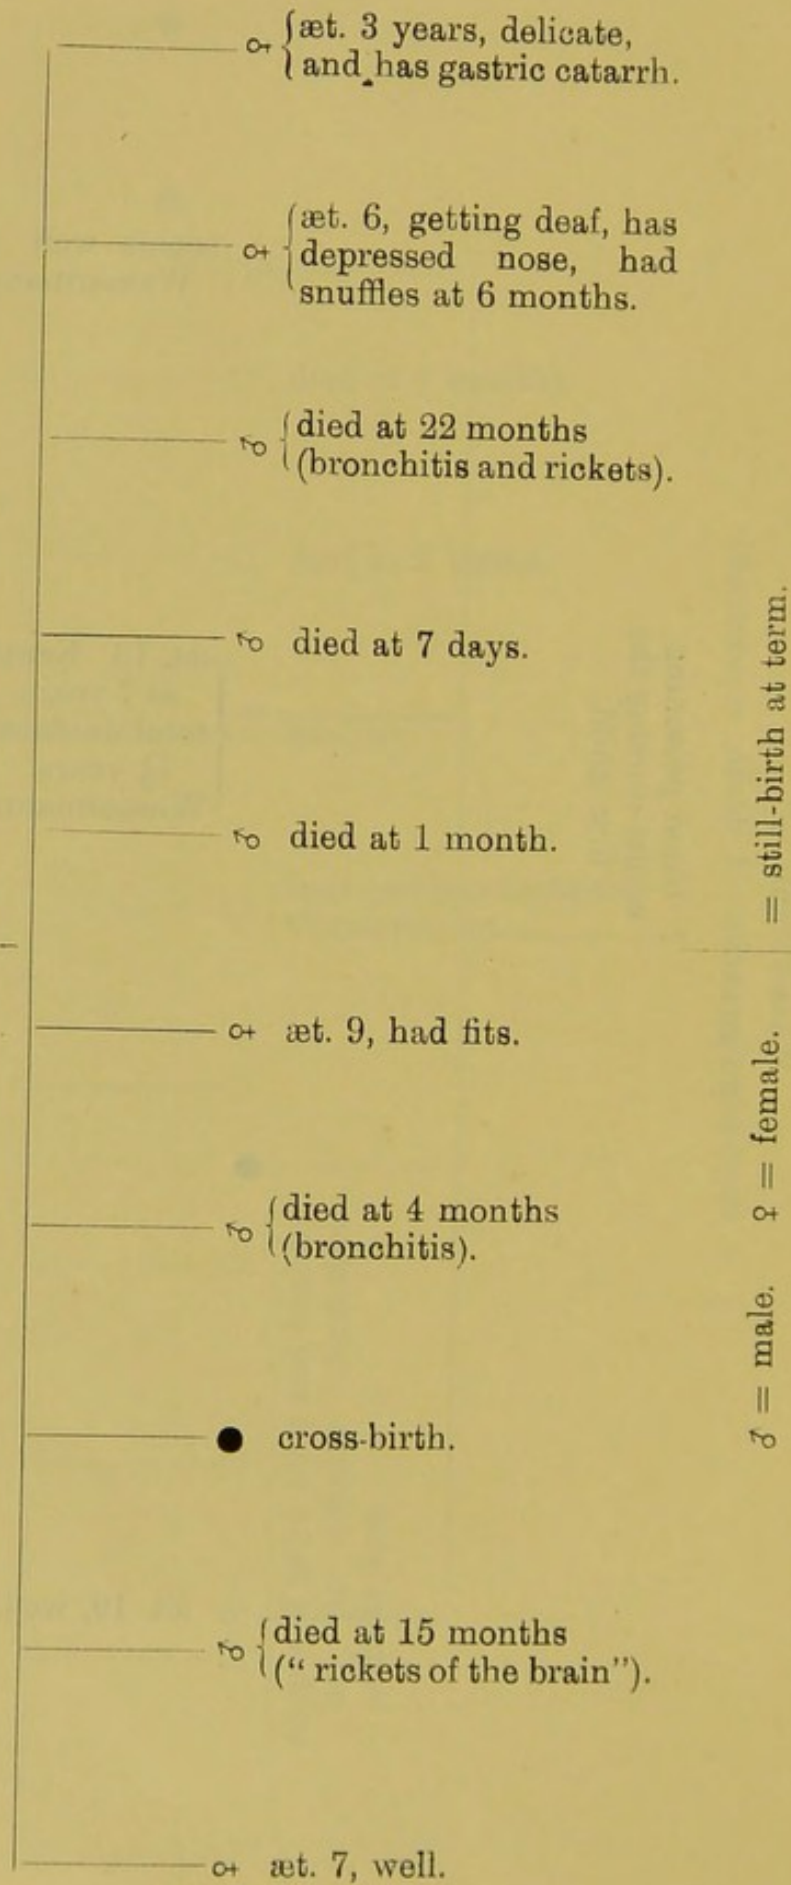 ♀ æt. 3 years, delicate,
and has gastric catarrh.
♀ æt. 6, getting deaf, has
depressed nose, had
snuffles at 6 months.
♂ died at 22 months
(bronchitis and rickets).
♂ died at 7 days.
♂ died at 1 month.
♀ æt. 9, had fits.
♂ died at 4 months
(bronchitis).
● cross-birth.
♂ died at 15 months
(“ rickets of the brain”).
♀ æt. 7, well.
♂ = male. ♀ = female. = still-birth at term.